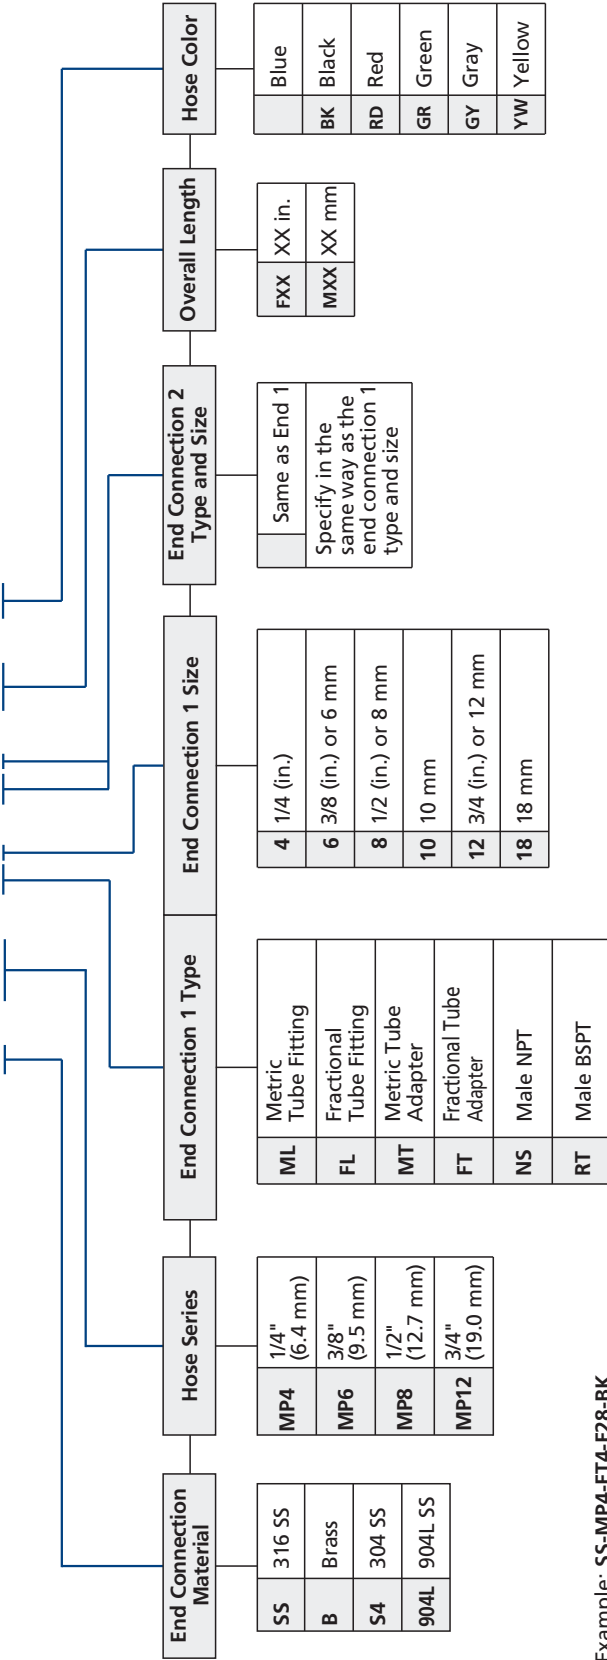 End Connection
Material
SS 316 SS
B Brass
S4 304 SS
904L 904L SS
Hose Series
MP4 1/4"
(6.4 mm)
MP6 3/8"
(9.5 mm)
MP8 1/2"
(12.7 mm)
MP12 3/4"
(19.0 mm)
End Connection 1 Type
ML Metric
Tube Fitting
FL Fractional
Tube Fitting
MT Metric Tube
Adapter
FT Fractional Tube
Adapter
NS Male NPT
RT Male BSPT
End Connection 1 Size
4 1/4 (in.)
6 3/8 (in.) or 6 mm
8 1/2 (in.) or 8 mm
10 10 mm
12 3/4 (in.) or 12 mm
18 18 mm
End Connection 2
Type and Size
Same as End 1
Specify in the
same way as the
end connection 1
type and size
Overall Length
FXX XX in.
MXX XX mm
Hose Color
Blue
BK Black
RD Red
GR Green
GY Gray
YW Yellow
Example: SS-MP4-FT4-F28-BK